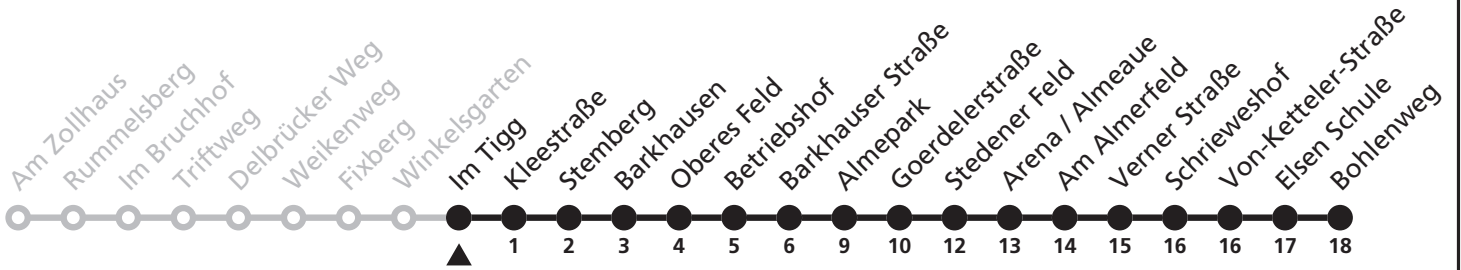 Am Zollhaus
Rummelsberg
Im Bruchhof
Triftweg
Delbrücker Weg
Weikenweg
Fixberg
Winkelsgarten
Im Tigg
Kleestraße
Stemberg
Barkhausen
Oberes Feld
Betriebshof
Barkhauser Straße
Almepark
Goerdelerstraße
Stedener Feld
Arena / Almeaue
Am Almerfeld
Verner Straße
Schrieweshof
Von-Ketteler-Straße
Elsen Schule
Bohlenweg
1 2 3 4 5 6 9 10 12 13 14 15 16 16 17 18